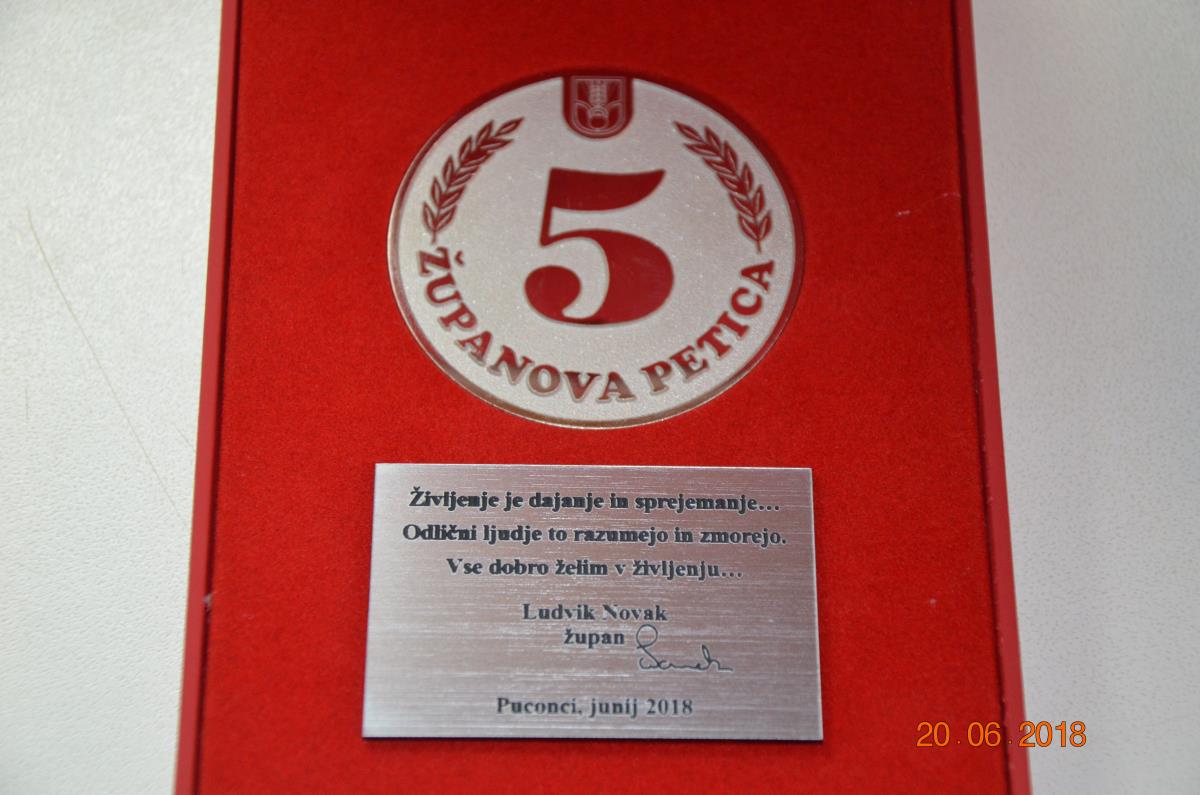 5
ŽUPANOVA PETICA
Življenje je dajanje in sprejemanje...
Odlični ljudje to razumejo in zmorejo.
Vse dobro želim v življenju...
Ludvik Novak
župan
Puconci, junij 2018
20.06.2018